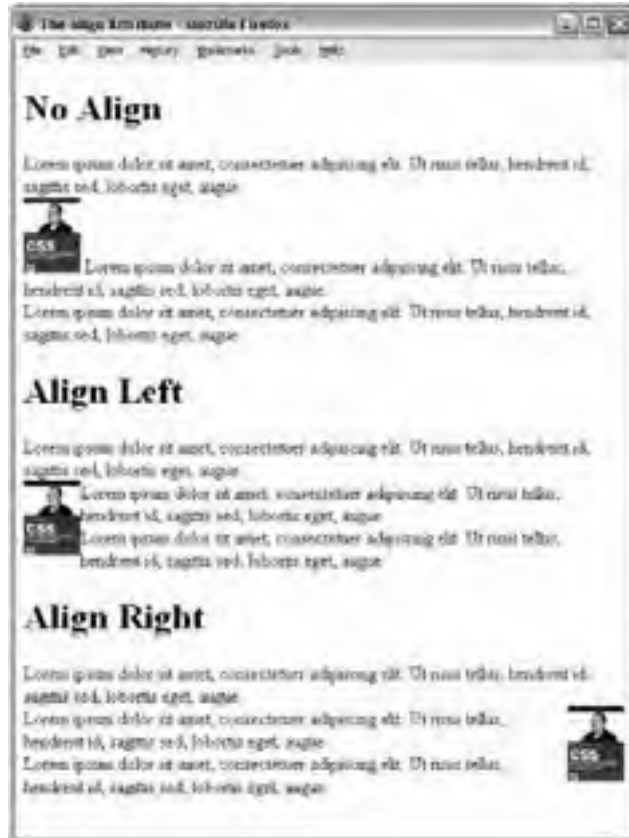 The Align Attribute - Mozilla Firefox
File Edit View History Bookmarks Tools Help
No Align
Lorem ipsum dolor sit amet, consectetuer adipiscing elit. Ut risus tellus, hendrerit id,
sagittis sed, lobortis eget, augue.
CSS
Lorem ipsum dolor sit amet, consectetuer adipiscing elit. Ut risus tellus,
hendrerit id, sagittis sed, lobortis eget, augue.
Lorem ipsum dolor sit amet, consectetuer adipiscing elit. Ut risus tellus, hendrerit id,
sagittis sed, lobortis eget, augue.
Align Left
Lorem ipsum dolor sit amet, consectetuer adipiscing elit. Ut risus tellus, hendrerit id,
sagittis sed, lobortis eget, augue.
CSS
Lorem ipsum dolor sit amet, consectetuer adipiscing elit. Ut risus tellus,
hendrerit id, sagittis sed, lobortis eget, augue.
Lorem ipsum dolor sit amet, consectetuer adipiscing elit. Ut risus tellus,
hendrerit id, sagittis sed, lobortis eget, augue.
Align Right
Lorem ipsum dolor sit amet, consectetuer adipiscing elit. Ut risus tellus, hendrerit id,
sagittis sed, lobortis eget, augue.
Lorem ipsum dolor sit amet, consectetuer adipiscing elit. Ut risus tellus,
hendrerit id, sagittis sed, lobortis eget, augue.
CSS
Lorem ipsum dolor sit amet, consectetuer adipiscing elit. Ut risus tellus,
hendrerit id, sagittis sed, lobortis eget, augue.